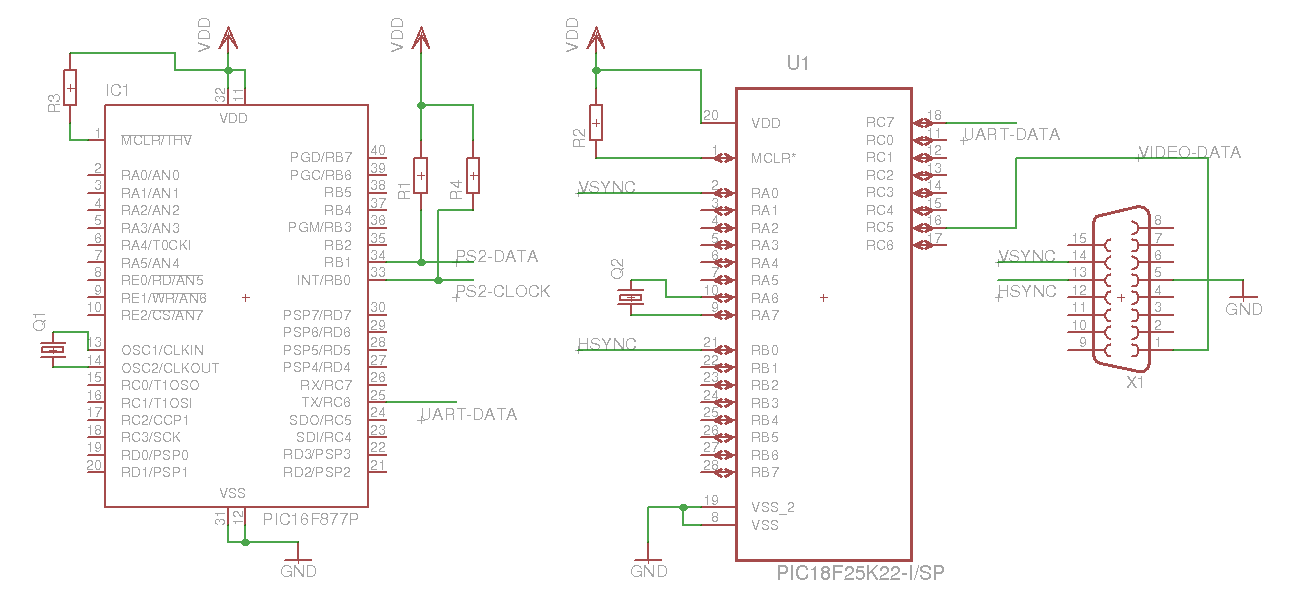 VDD
VDD
VDD
R3
IC1
32
11
VDD
1
MCLR/THV
2
RA0/AN0
3
RA1/AN1
4
RA2/AN2
5
RA3/AN3
6
RA4/T0CKI
7
RA5/AN4
8
RE0/RD/AN5
9
RE1/WR/AN6
10
RE2/CS/AN7
Q1
13
OSC1/CLKIN
14
OSC2/CLKOUT
15
RC0/T1OSO
16
RC1/T1OSI
17
RC2/CCP1
18
RC3/SCK
19
RD0/PSP0
20
RD1/PSP1
PGD/RB7
40
PGC/RB6
39
RB5
38
RB4
37
PGM/RB3
36
RB2
35
RB1
34
INT/RB0
33
PSP7/RD7
30
PSP6/RD6
29
PSP5/RD5
28
PSP4/RD4
27
RX/RC7
26
TX/RC6
25
SDO/RC5
24
SDI/RC4
23
RD3/PSP3
22
RD2/PSP2
21
VSS
31
12
PIC16F877P
GND
R1
R4
PS2-DATA
PS2-CLOCK
UART-DATA
U1
R2
20
VDD
1
MCLR*
VSYNC
2
RA0
3
RA1
4
RA2
5
RA3
6
RA4
7
RA5
Q2
10
RA6
9
RA7
HSYNC
21
RB0
22
RB1
23
RB2
24
RB3
25
RB4
26
RB5
27
RB6
28
RB7
19
VSS_2
8
VSS
GND
PIC18F25K22-I/SP
RC7
18
RC0
11
RC1
12
RC2
13
RC3
14
RC4
15
RC5
16
RC6
17
UART-DATA
VIDEO-DATA
VSYNC
HSYNC
15
14
13
12
11
10
9
8
7
6
5
4
3
2
1
X1
GND